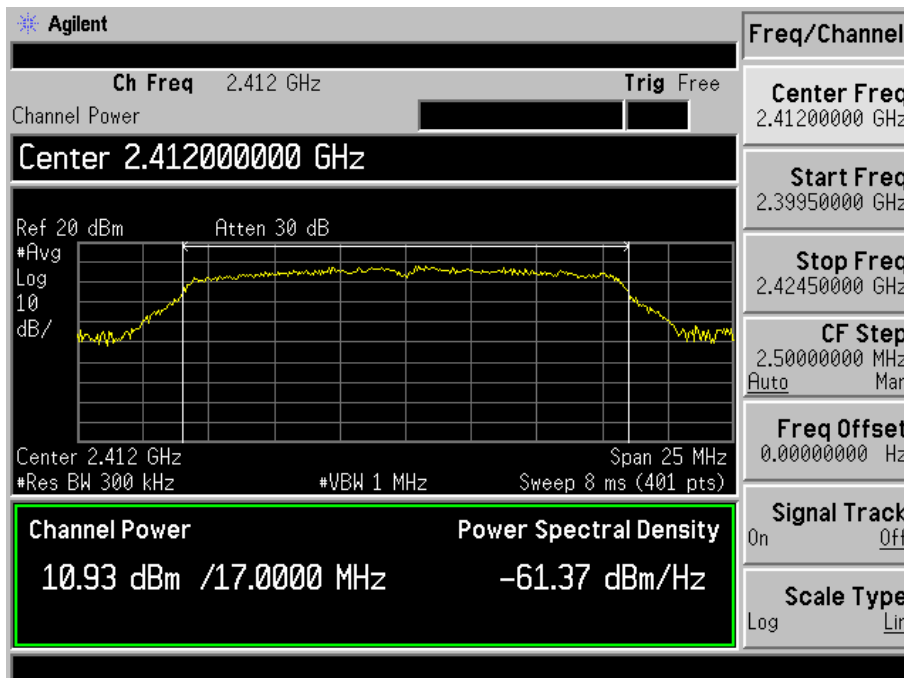 Agilent
Freq/Channel
Ch Freq 2.412 GHz Trig Free
Channel Power
Center 2.412000000 GHz
Ref 20 dBm Atten 30 dB
#Avg
Log
10
dB/
Center 2.412 GHz Span 25 MHz
#Res BW 300 kHz #VBW 1 MHz Sweep 8 ms (401 pts)
Channel Power Power Spectral Density
10.93 dBm /17.0000 MHz -61.37 dBm/Hz
Center Freq
2.41200000 GHz
Start Freq
2.39950000 GHz
Stop Freq
2.42450000 GHz
CF Step
2.50000000 MHz
Auto Man
Freq Offset
0.00000000 Hz
Signal Track
On Off
Scale Type
Log Lin